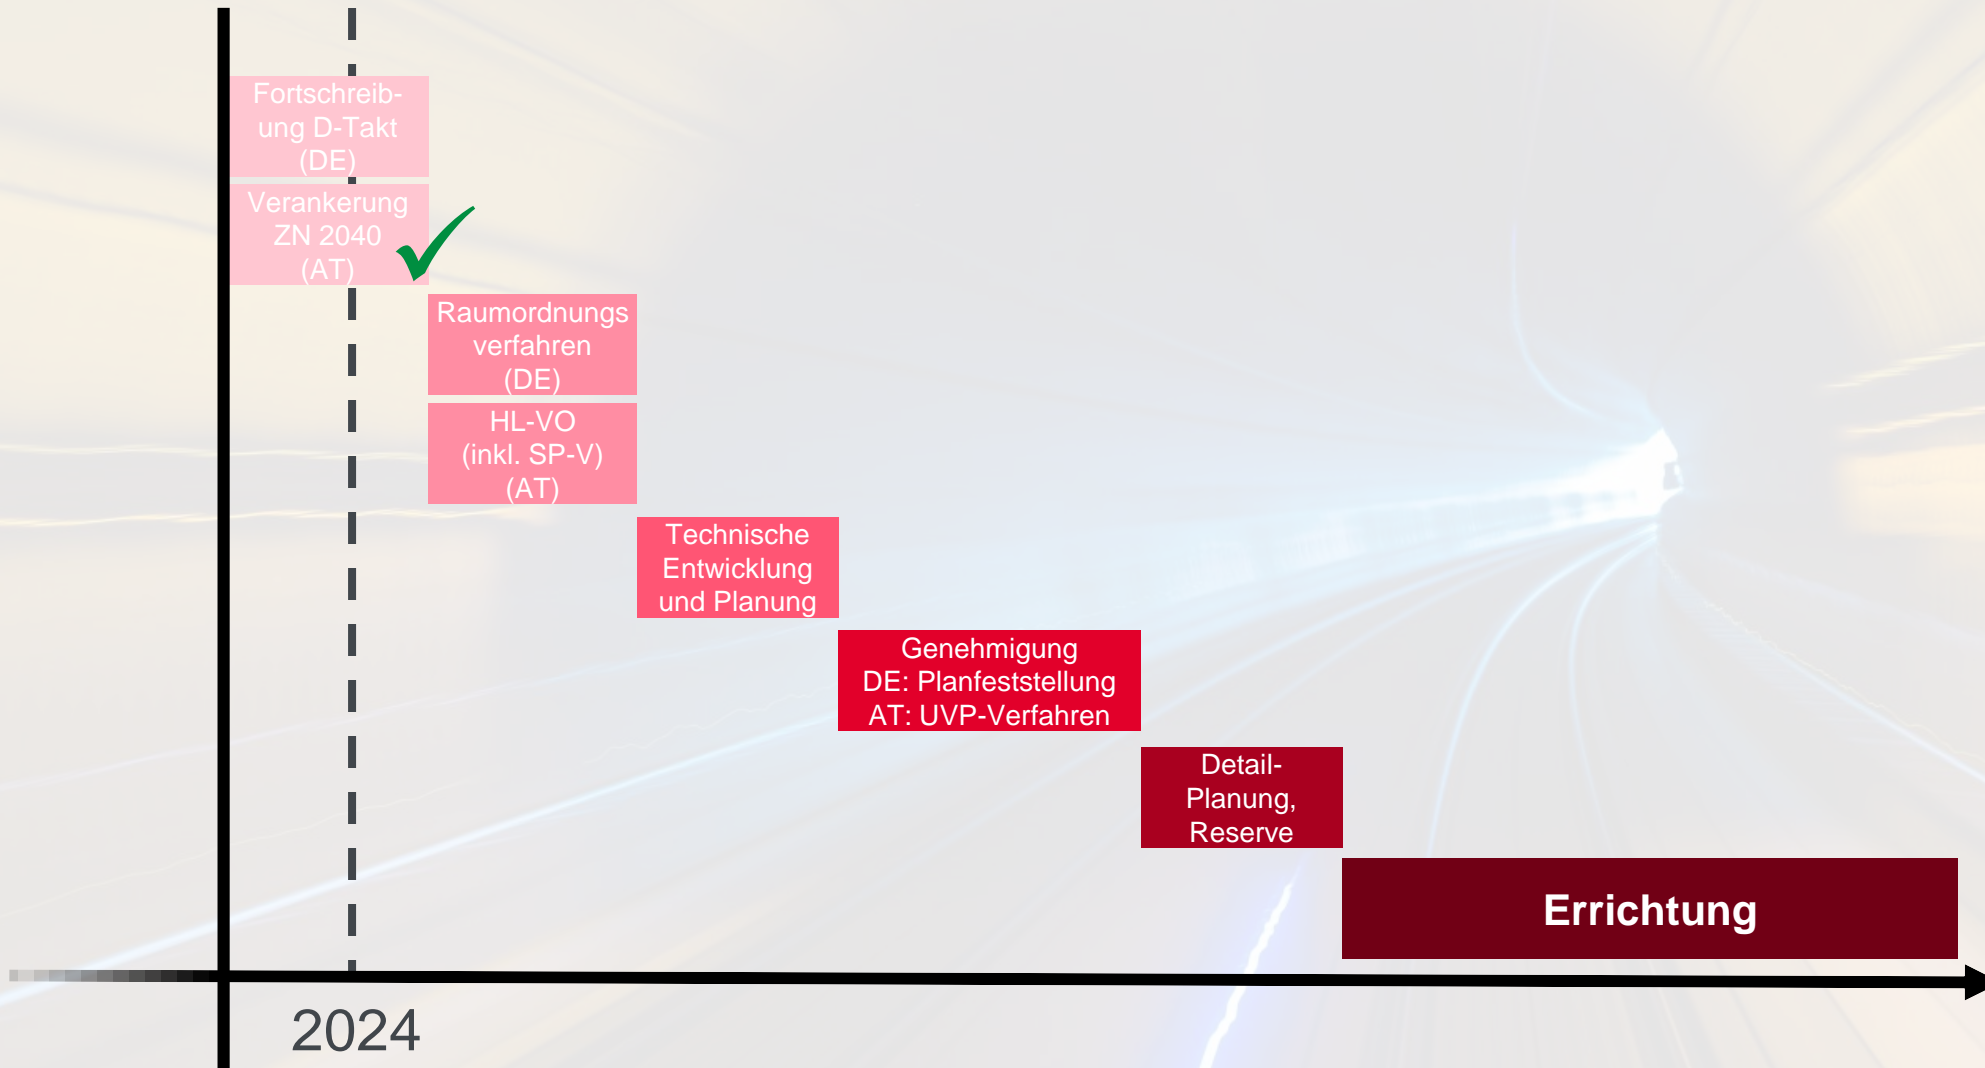 Fortschreib-
ung D-Takt
(DE)
Verankerung
ZN 2040
(AT)
Raumordnungs
verfahren
(DE)
HL-VO
(inkl. SP-V)
(AT)
Technische
Entwicklung
und Planung
Genehmigung
DE: Planfeststellung
AT: UVP-Verfahren
Detail-
Planung,
Reserve
Errichtung
2024